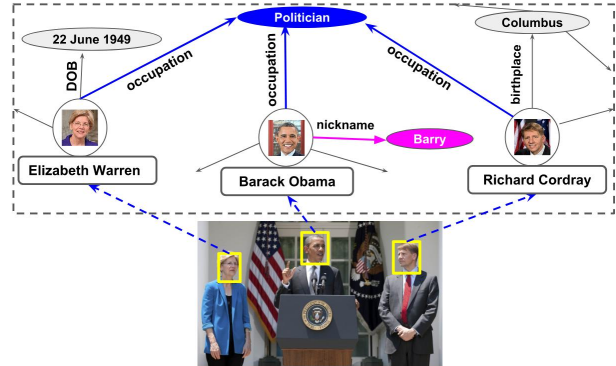 Politician
Columbus
22 June 1949
DOB
occupation
occupation
occupation
birthplace
nickname
Barry
Elizabeth Warren
Barack Obama
Richard Cordray